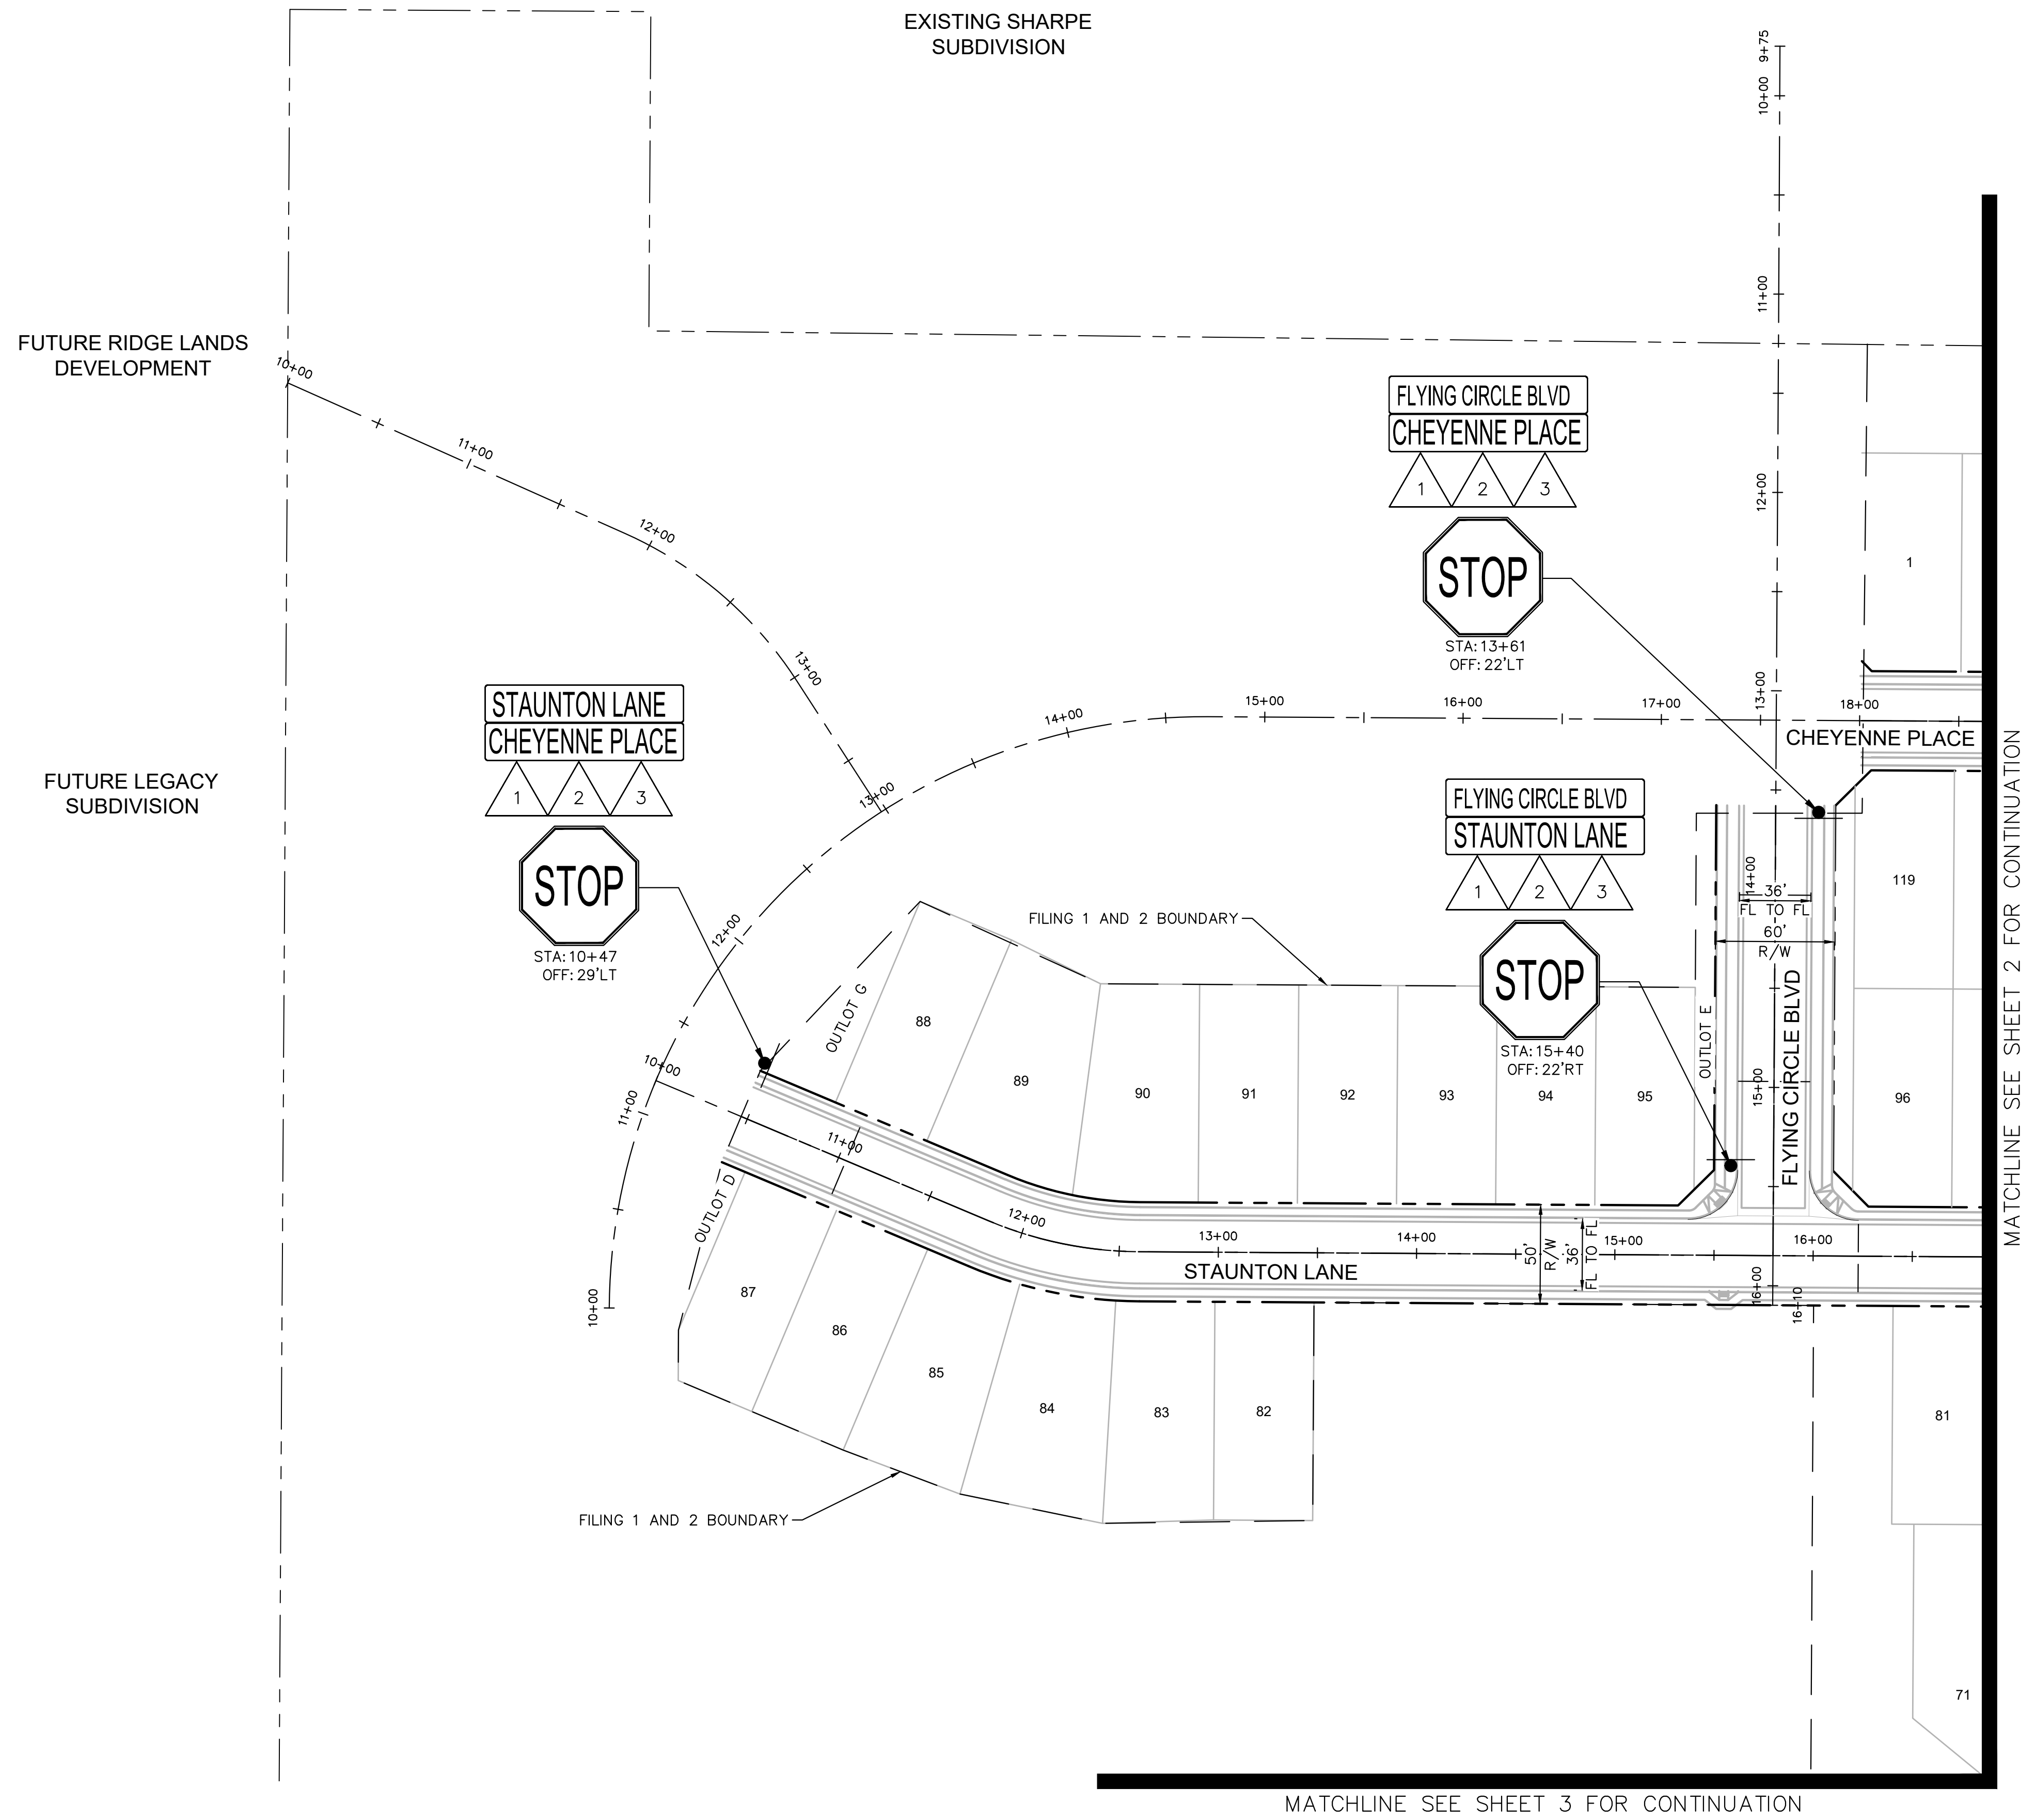 EXISTING SHARPE
SUBDIVISION
9+75
10+00
11+00
12+00
13+00
14+00
15+00
16+00
16+10
FUTURE RIDGE LANDS
DEVELOPMENT
10+00
11+00
12+00
13+00
FLYING CIRCLE BLVD
CHEYENNE PLACE
1 2 3
STOP
STA: 13+61
OFF: 22'LT
1
STAUNTON LANE
CHEYENNE PLACE
1 2 3
STOP
STA: 10+47
OFF: 29'LT
FUTURE LEGACY
SUBDIVISION
10+00
11+00
12+00
13+00
14+00
15+00
16+00
17+00
18+00
CHEYENNE PLACE
FLYING CIRCLE BLVD
STAUNTON LANE
1 2 3
STOP
STA: 15+40
OFF: 22'RT
FILING 1 AND 2 BOUNDARY
36'
FL TO FL
60'
R/W
FLYING CIRCLE BLVD
OUTLOT E
119
96
OUTLOT G
88
89
90
91
92
93
94
95
10+00
11+00
12+00
13+00
14+00
15+00
16+00
STAUNTON LANE
50'
R/W
36'
FL TO FL
OUTLOT D
87
86
85
84
83
82
81
71
FILING 1 AND 2 BOUNDARY
MATCHLINE SEE SHEET 2 FOR CONTINUATION
MATCHLINE SEE SHEET 3 FOR CONTINUATION